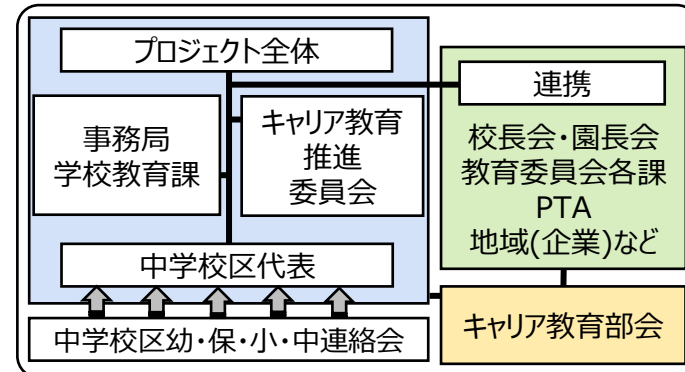 プロジェクト全体
連携
事務局
学校教育課
キャリア教育
推進
委員会
校長会・園長会
教育委員会各課
PTA
地域(企業)など
中学校区代表
中学校区幼・保・小・中連絡会
キャリア教育部会